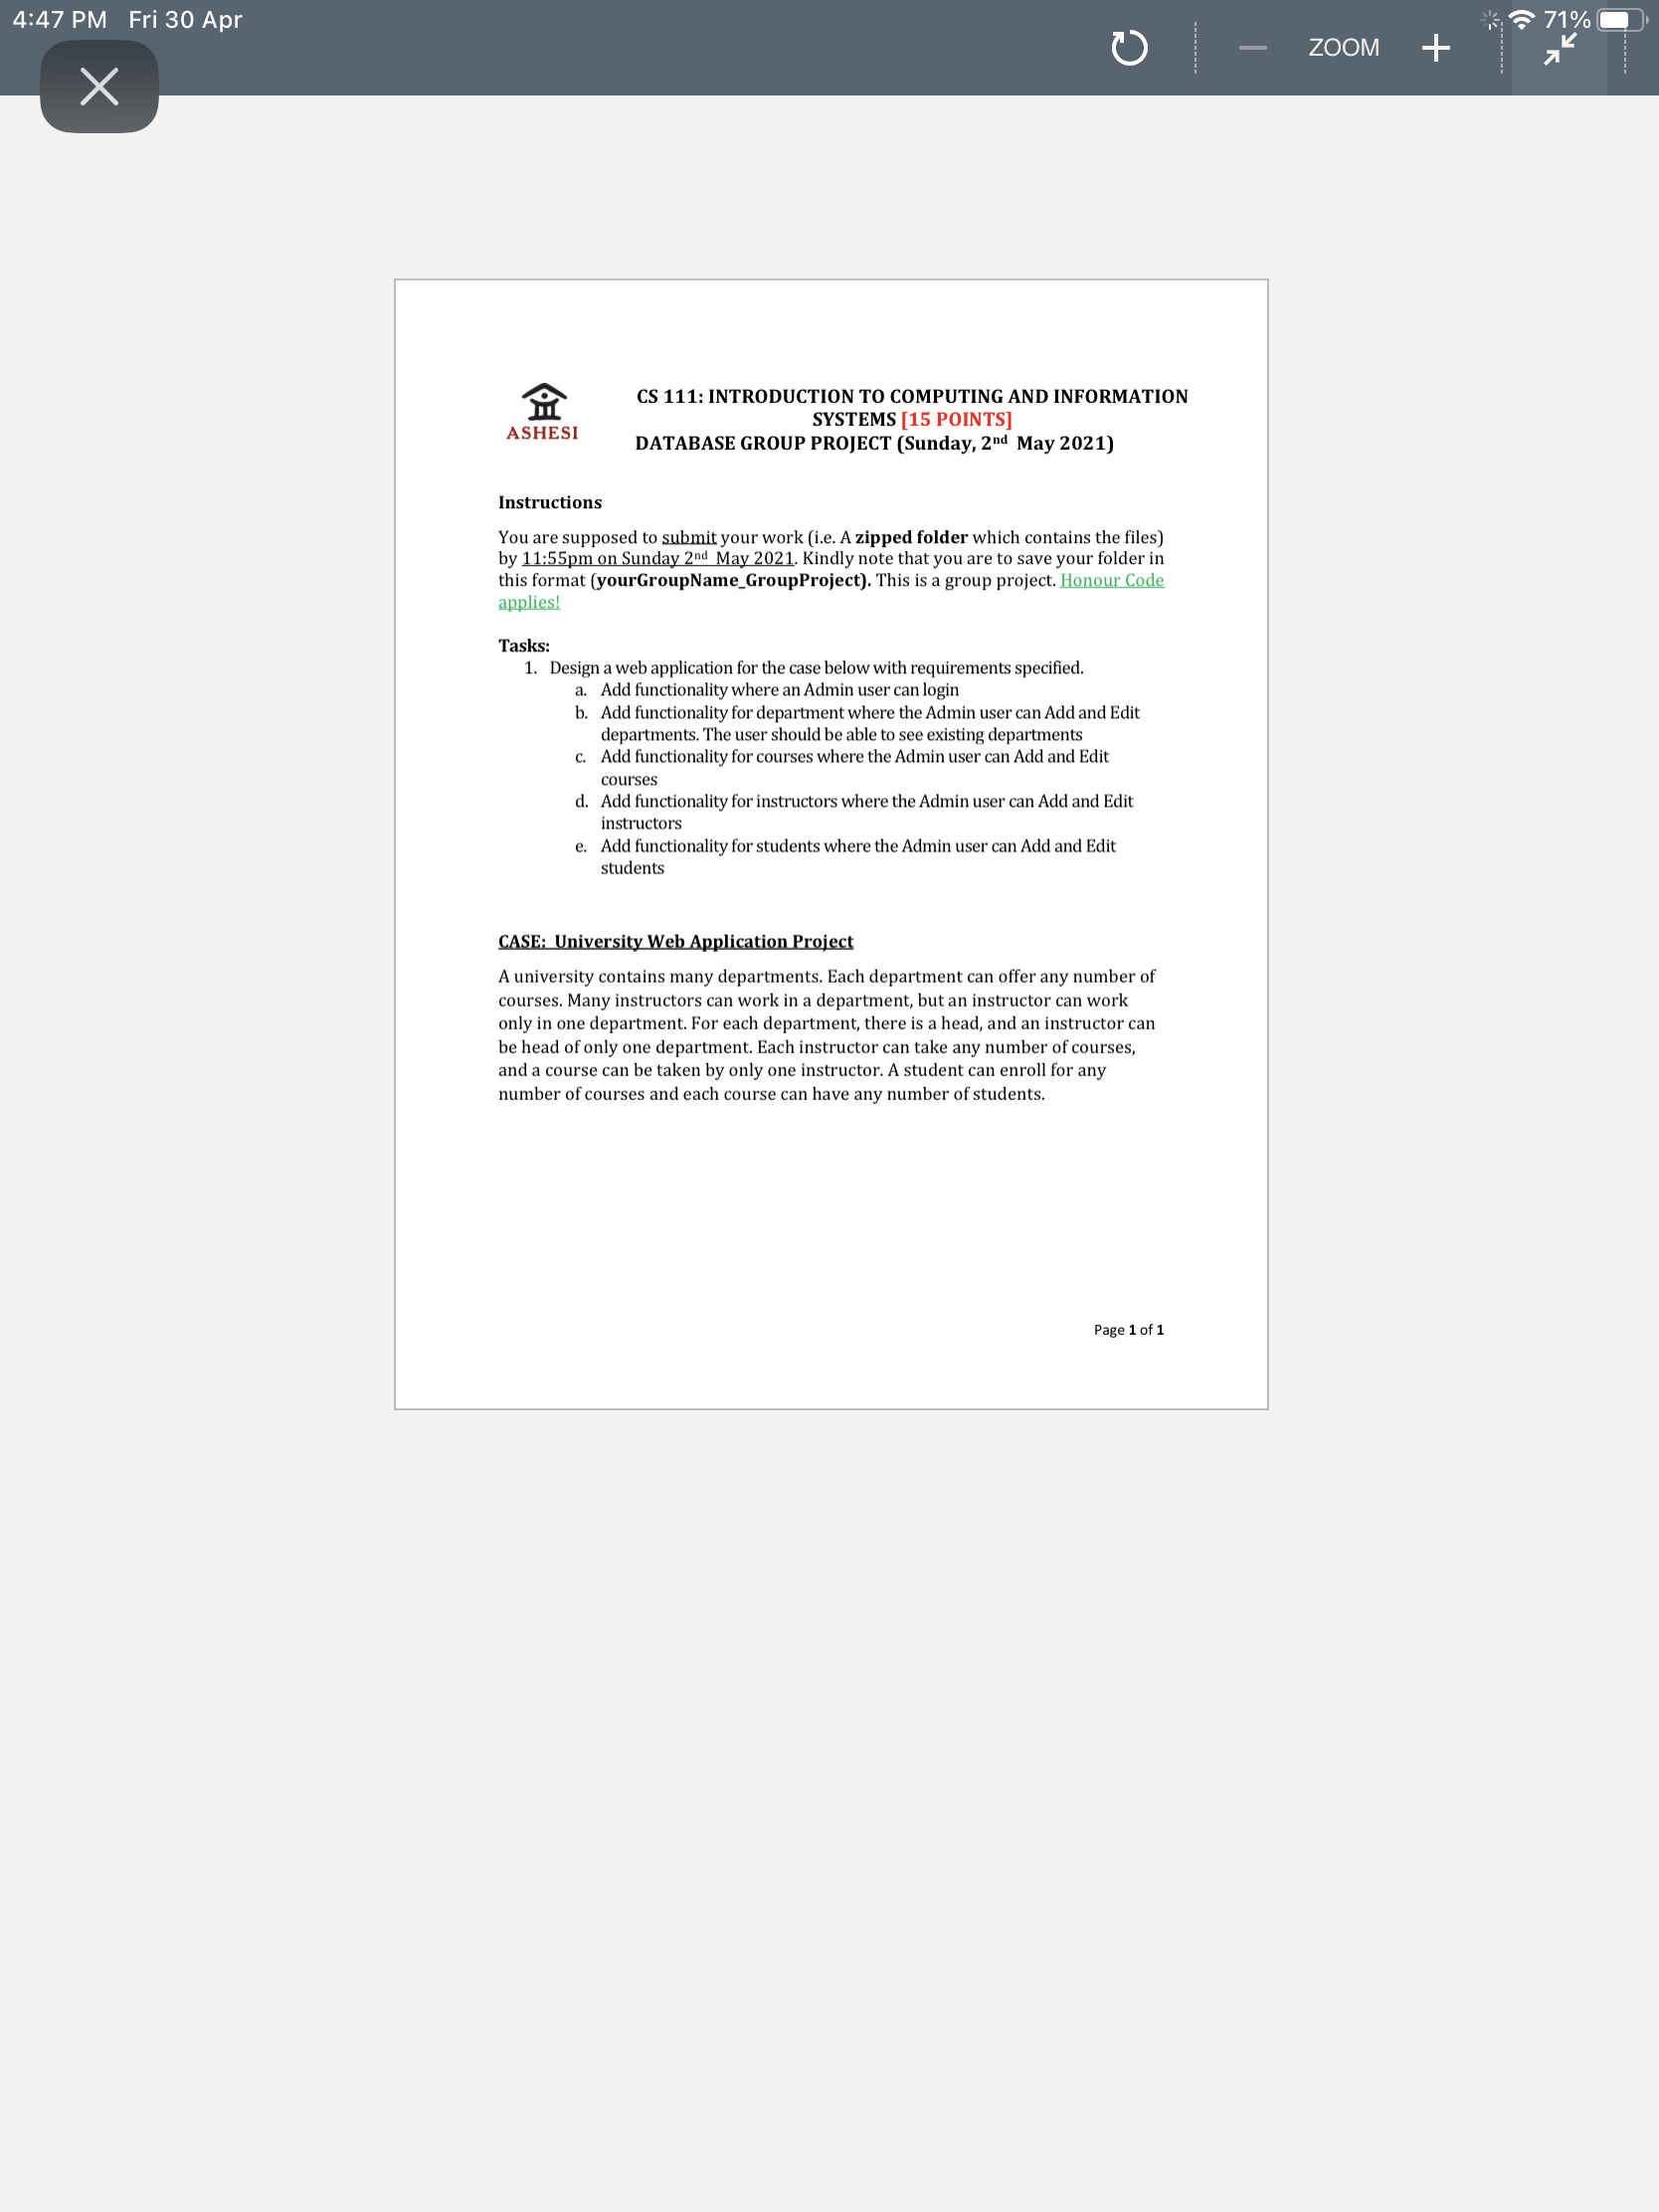 4:47 PM Fri 30 Apr
71%
ZOOM
ASHESI
CS 111: INTRODUCTION TO COMPUTING AND INFORMATION
SYSTEMS [15 POINTS]
DATABASE GROUP PROJECT (Sunday, 2nd May 2021)
Instructions
You are supposed to submit your work (i.e. A zipped folder which contains the files)
by 11:55pm on Sunday 2nd May 2021. Kindly note that you are to save your folder in
this format (yourGroupName_GroupProject). This is a group project. Honour Code
applies!
Tasks:
1. Design a web application for the case below with requirements specified.
a. Add functionality where an Admin user can login
b. Add functionality for department where the Admin user can Add and Edit
departments. The user should be able to see existing departments
c. Add functionality for courses where the Admin user can Add and Edit
courses
d. Add functionality for instructors where the Admin user can Add and Edit
instructors
e. Add functionality for students where the Admin user can Add and Edit
students
CASE: University Web Application Project
A university contains many departments. Each department can offer any number of
courses. Many instructors can work in a department, but an instructor can work
only in one department. For each department, there is a head, and an instructor can
be head of only one department. Each instructor can take any number of courses,
and a course can be taken by only one instructor. A student can enroll for any
number of courses and each course can have any number of students.
Page 1 of 1